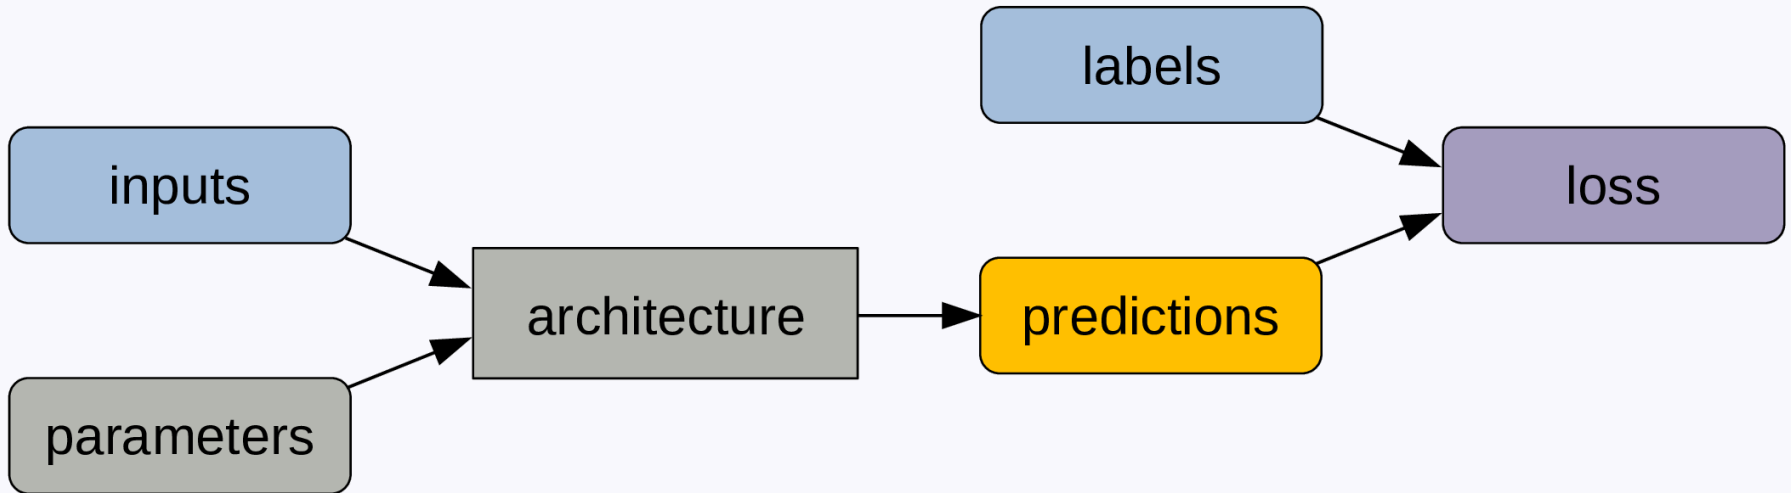 inputs
parameters
architecture
labels
predictions
loss